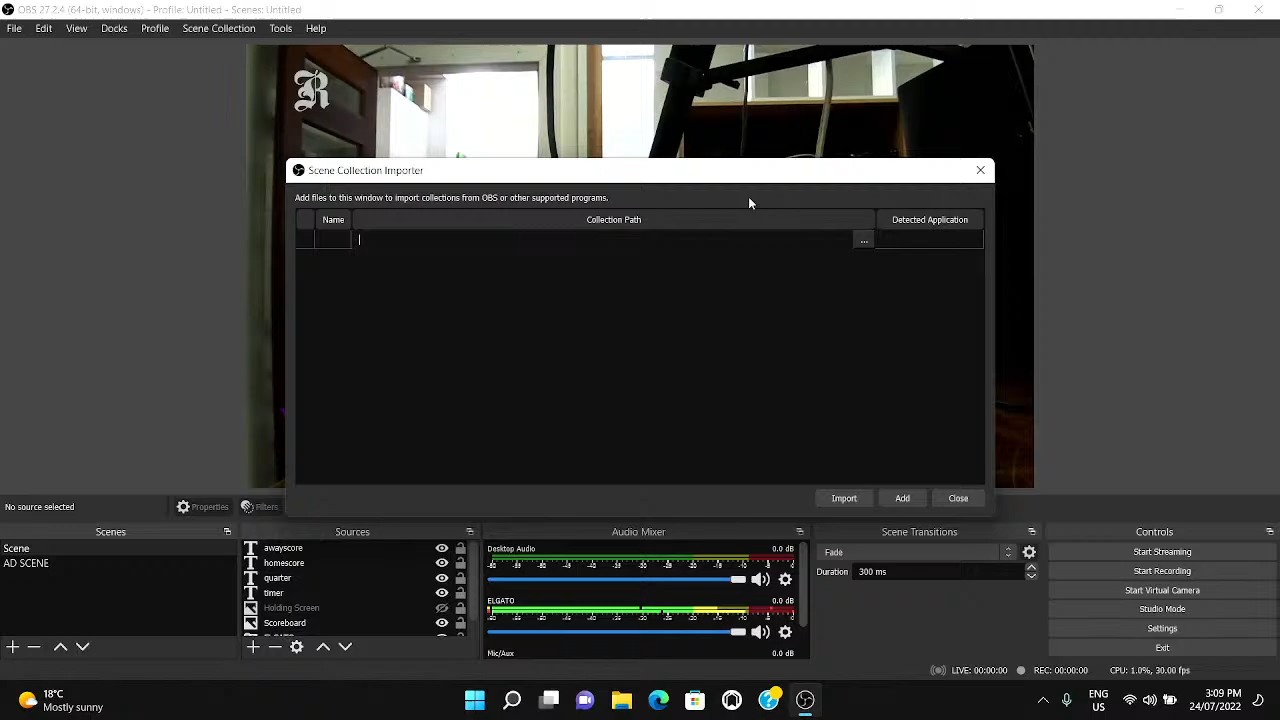 OBS 27.2.4 (64-bit, windows) - Profile: Untitled - Scenes: Untitled
File Edit View Docks Profile Scene Collection Tools Help
R
Scene Collection Importer
Add files to this window to import collections from OBS or other supported programs.
Name Collection Path Detected Application
...
Import Add Close
No source selected Properties Filters
Scenes Sources Audio Mixer Scene Transitions Controls
Scene
AD SCENE
awayscore
homescore
quarter
timer
Holding Screen
Scoreboard
Desktop Audio 0.0 dB
ELGATO 0.0 dB
Mic/Aux 0.0 dB
Fade
Duration 300 ms
Start Streaming
Start Recording
Start Virtual Camera
Studio Mode
Settings
Exit
LIVE: 00:00:00 REC: 00:00:00 CPU: 1.0%, 30.00 fps
18°C
Mostly sunny
ENG
US
3:09 PM
24/07/2022